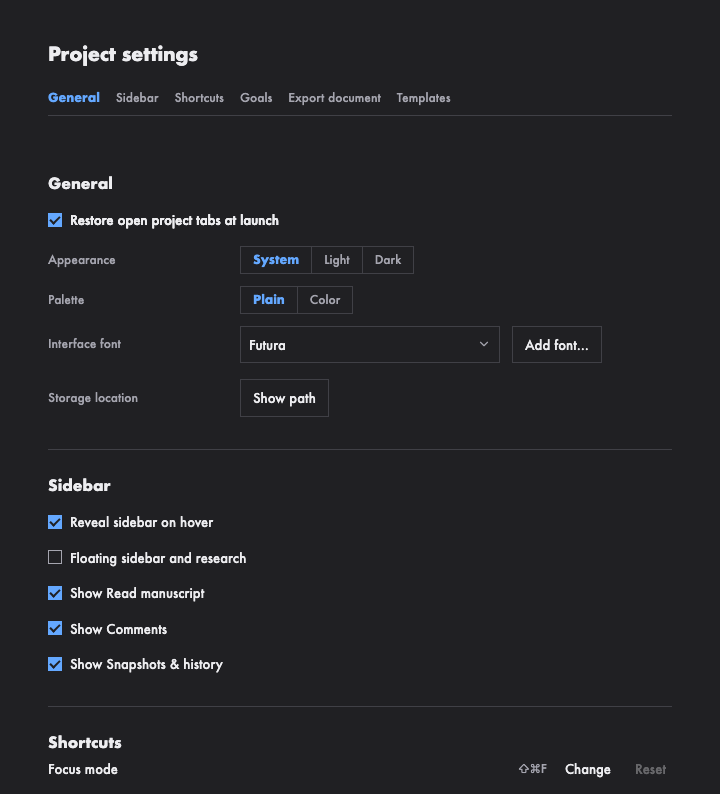 Project settings
General Sidebar Shortcuts Goals Export document Templates
General
Restore open project tabs at launch
Appearance System Light Dark
Palette Plain Color
Interface font Futura Add font...
Storage location Show path
Sidebar
Reveal sidebar on hover
Floating sidebar and research
Show Read manuscript
Show Comments
Show Snapshots & history
Shortcuts
Focus mode ⇧⌘F Change Reset